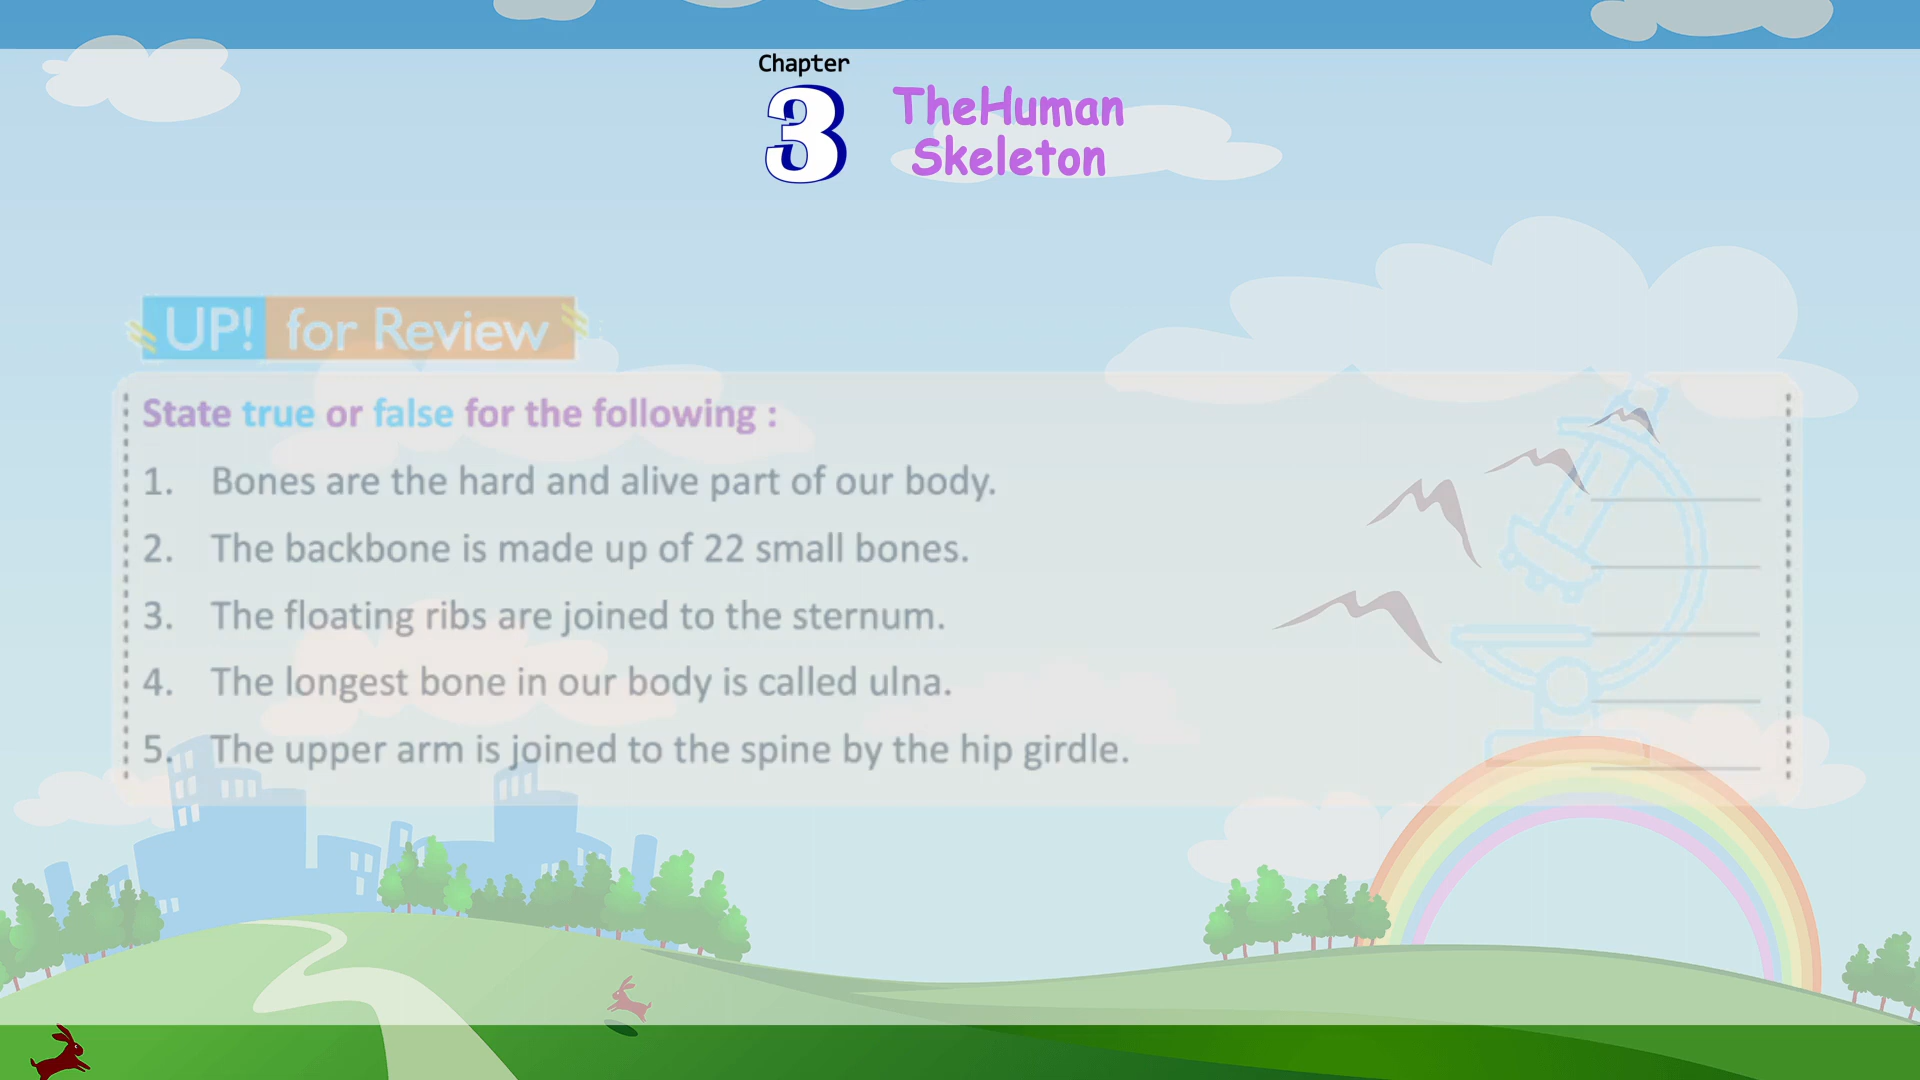 Chapter
3
TheHuman
Skeleton
UP! for Review
State true or false for the following :
1. Bones are the hard and alive part of our body.
2. The backbone is made up of 22 small bones.
3. The floating ribs are joined to the sternum.
4. The longest bone in our body is called ulna.
5. The upper arm is joined to the spine by the hip girdle.